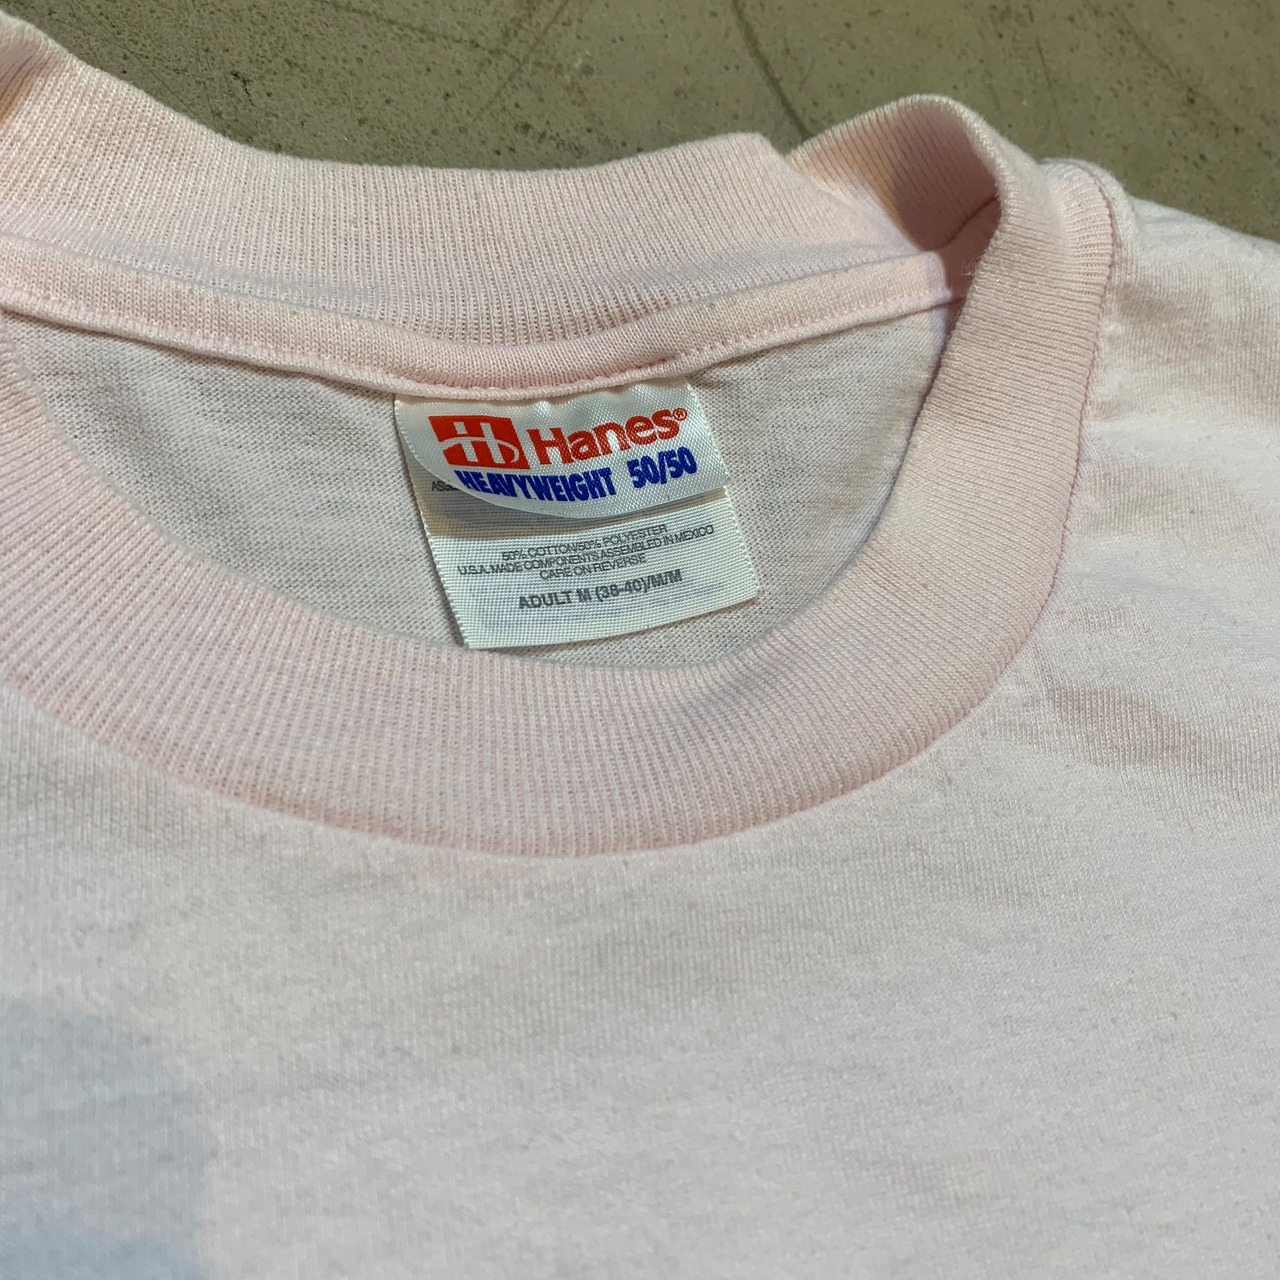 Hanes®
HEAVYWEIGHT 50/50
50% COTTON/50% POLYESTER
U.S.A. MADE COMPONENTS ASSEMBLED IN MEXICO
CARE ON REVERSE
ADULT M (38-40)/M/M